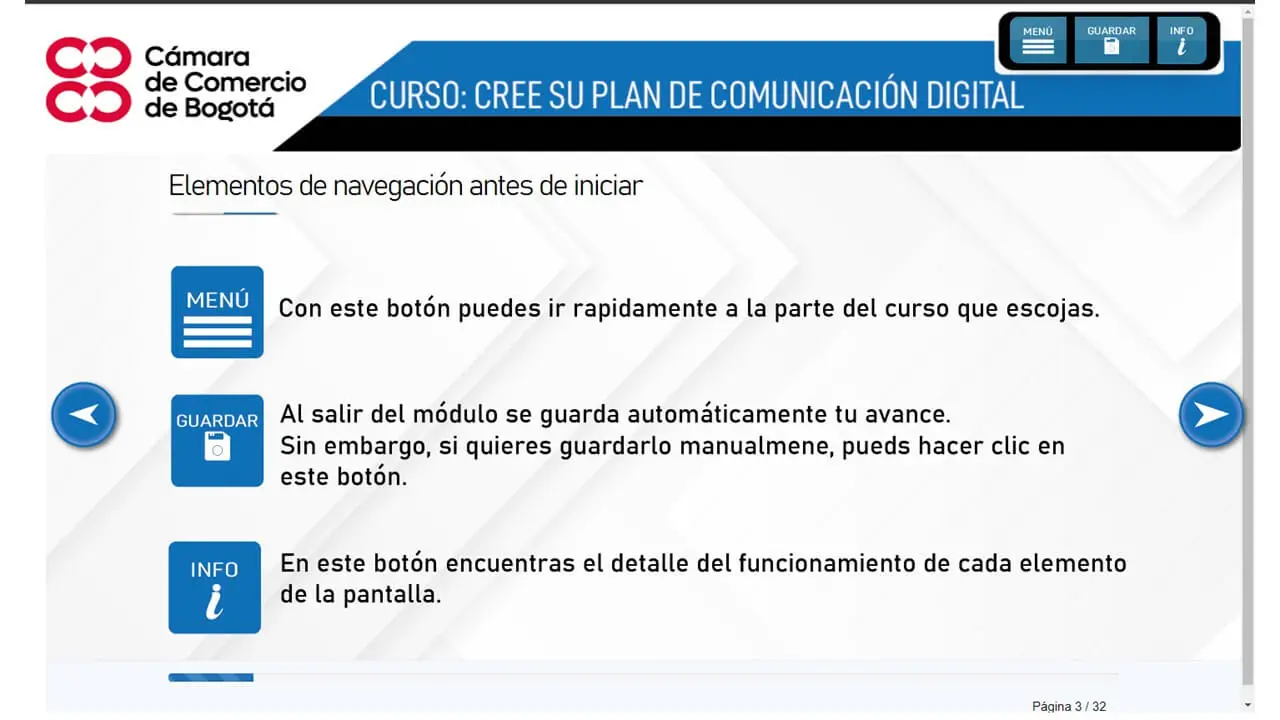 Cámara
de Comercio
de Bogotá
MENÚ
GUARDAR
INFO
i
CURSO: CREE SU PLAN DE COMUNICACIÓN DIGITAL
Elementos de navegación antes de iniciar
MENÚ
Con este botón puedes ir rapidamente a la parte del curso que escojas.
GUARDAR
Al salir del módulo se guarda automáticamente tu avance.
Sin embargo, si quieres guardarlo manualmene, pueds hacer clic en
este botón.
INFO
i
En este botón encuentras el detalle del funcionamiento de cada elemento
de la pantalla.
Página 3 / 32